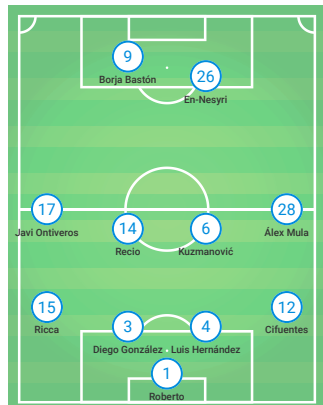 9
Borja Bastón
26
En-Nesyri
17
Javi Ontiveros
14
Recio
6
Kuzmanović
28
Álex Mula
15
Ricca
3
Diego González
4
Luis Hernández
12
Cifuentes
1
Roberto